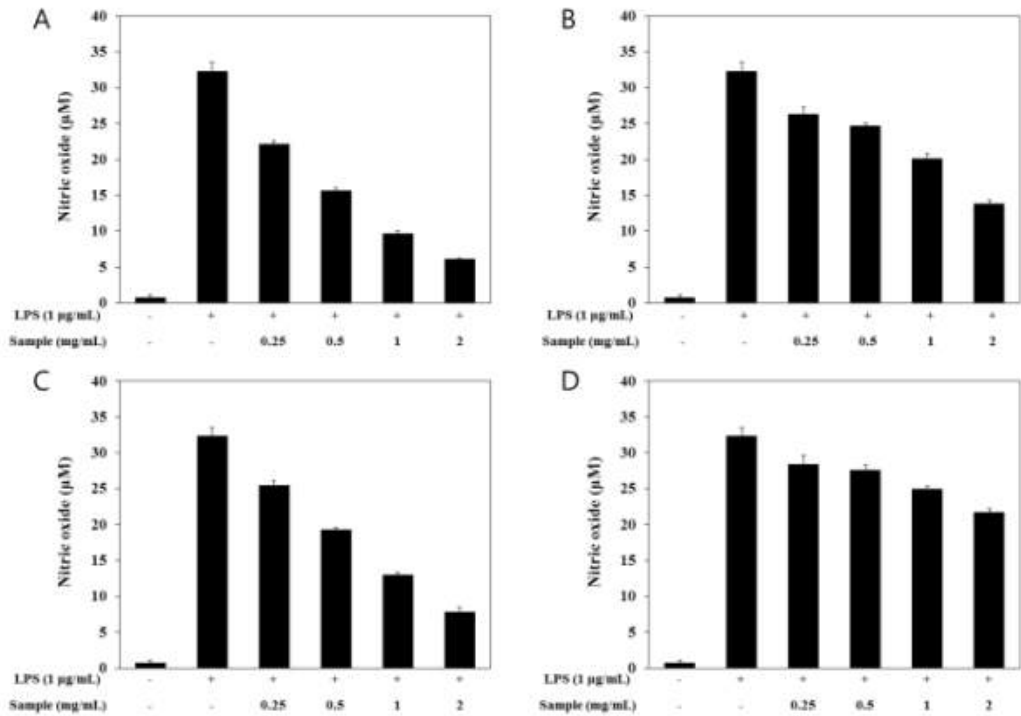 A
Nitric oxide (µM)
40
35
30
25
20
15
10
5
0
LPS (1 µg/mL) - + + + + +
Sample (mg/mL) - - 0.25 0.5 1 2
B
Nitric oxide (µM)
40
35
30
25
20
15
10
5
0
LPS (1 µg/mL) - + + + + +
Sample (mg/mL) - - 0.25 0.5 1 2
C
Nitric oxide (µM)
40
35
30
25
20
15
10
5
0
LPS (1 µg/mL) - + + + + +
Sample (mg/mL) - - 0.25 0.5 1 2
D
Nitric oxide (µM)
40
35
30
25
20
15
10
5
0
LPS (1 µg/mL) - + + + + +
Sample (mg/mL) - - 0.25 0.5 1 2